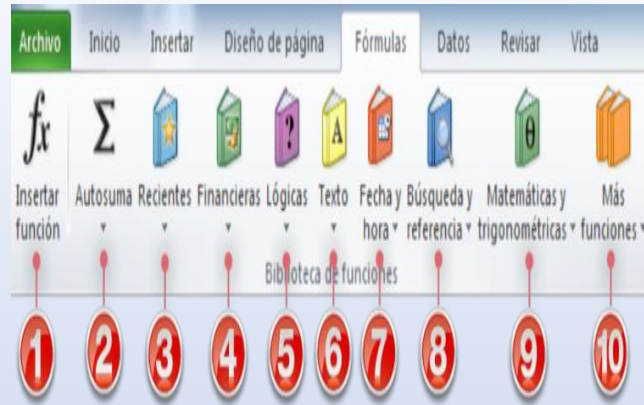 Archivo Inicio Insertar Diseño de página Fórmulas Datos Revisar Vista
fx Σ ? A θ
Insertar Autosuma Recientes Financieras Lógicas Texto Fecha y Búsqueda y Matemáticas y Más
función hora referencia trigonométricas funciones
Biblioteca de funciones
1 2 3 4 5 6 7 8 9 10